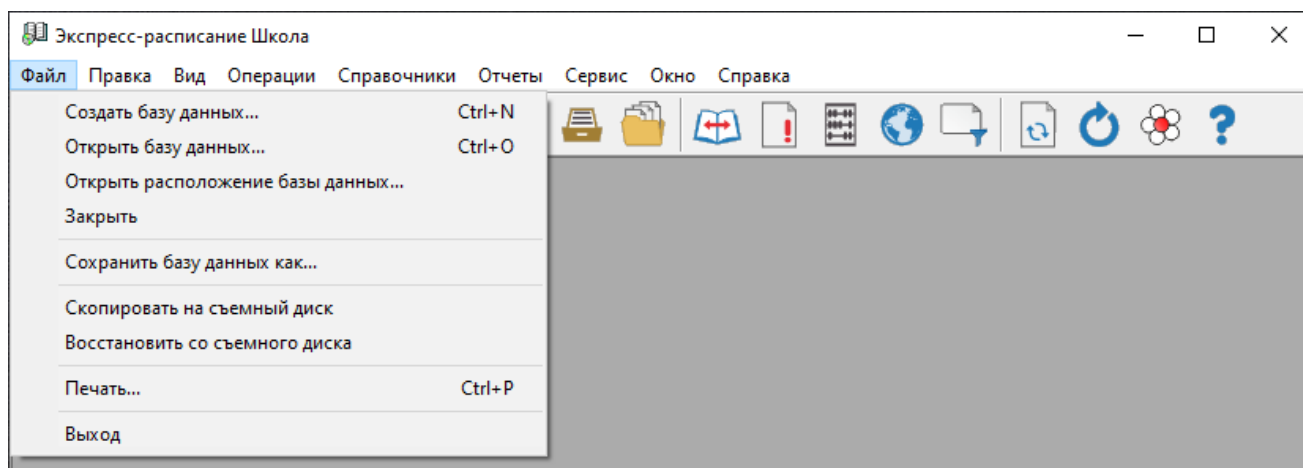 Экспресс-расписание Школа
Файл Правка Вид Операции Справочники Отчеты Сервис Окно Справка
Создать базу данных... Ctrl+N
Открыть базу данных... Ctrl+O
Открыть расположение базы данных...
Закрыть
Сохранить базу данных как...
Скопировать на съемный диск
Восстановить со съемного диска
Печать... Ctrl+P
Выход